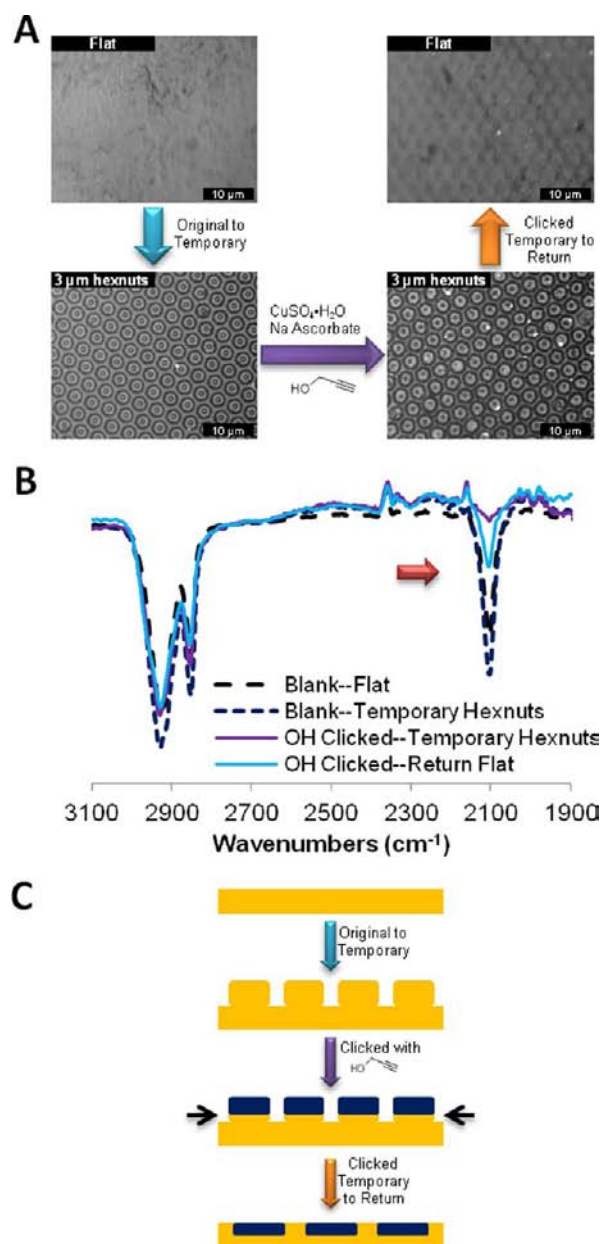 A
Flat
10 µm
Flat
10 µm
Original to
Temporary
Clicked
Temporary to
Return
3 µm hexnuts
10 µm
CuSO₄•H₂O
Na Ascorbate
HO
3 µm hexnuts
10 µm
B
Blank--Flat
Blank--Temporary Hexnuts
OH Clicked--Temporary Hexnuts
OH Clicked--Return Flat
3100 2900 2700 2500 2300 2100 1900
Wavenumbers (cm⁻¹)
C
Original to
Temporary
Clicked with
HO
Clicked
Temporary
to Return